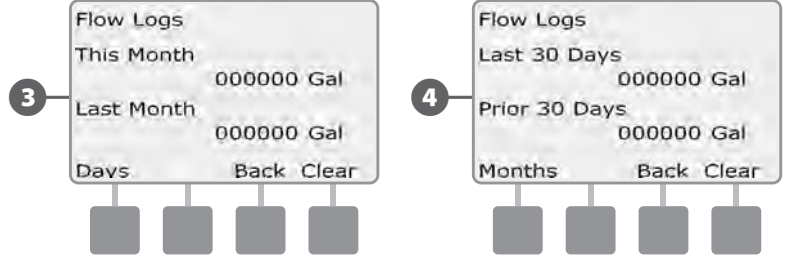 3
Flow Logs
This Month
000000 Gal
Last Month
000000 Gal
Days Back Clear
4
Flow Logs
Last 30 Days
000000 Gal
Prior 30 Days
000000 Gal
Months Back Clear